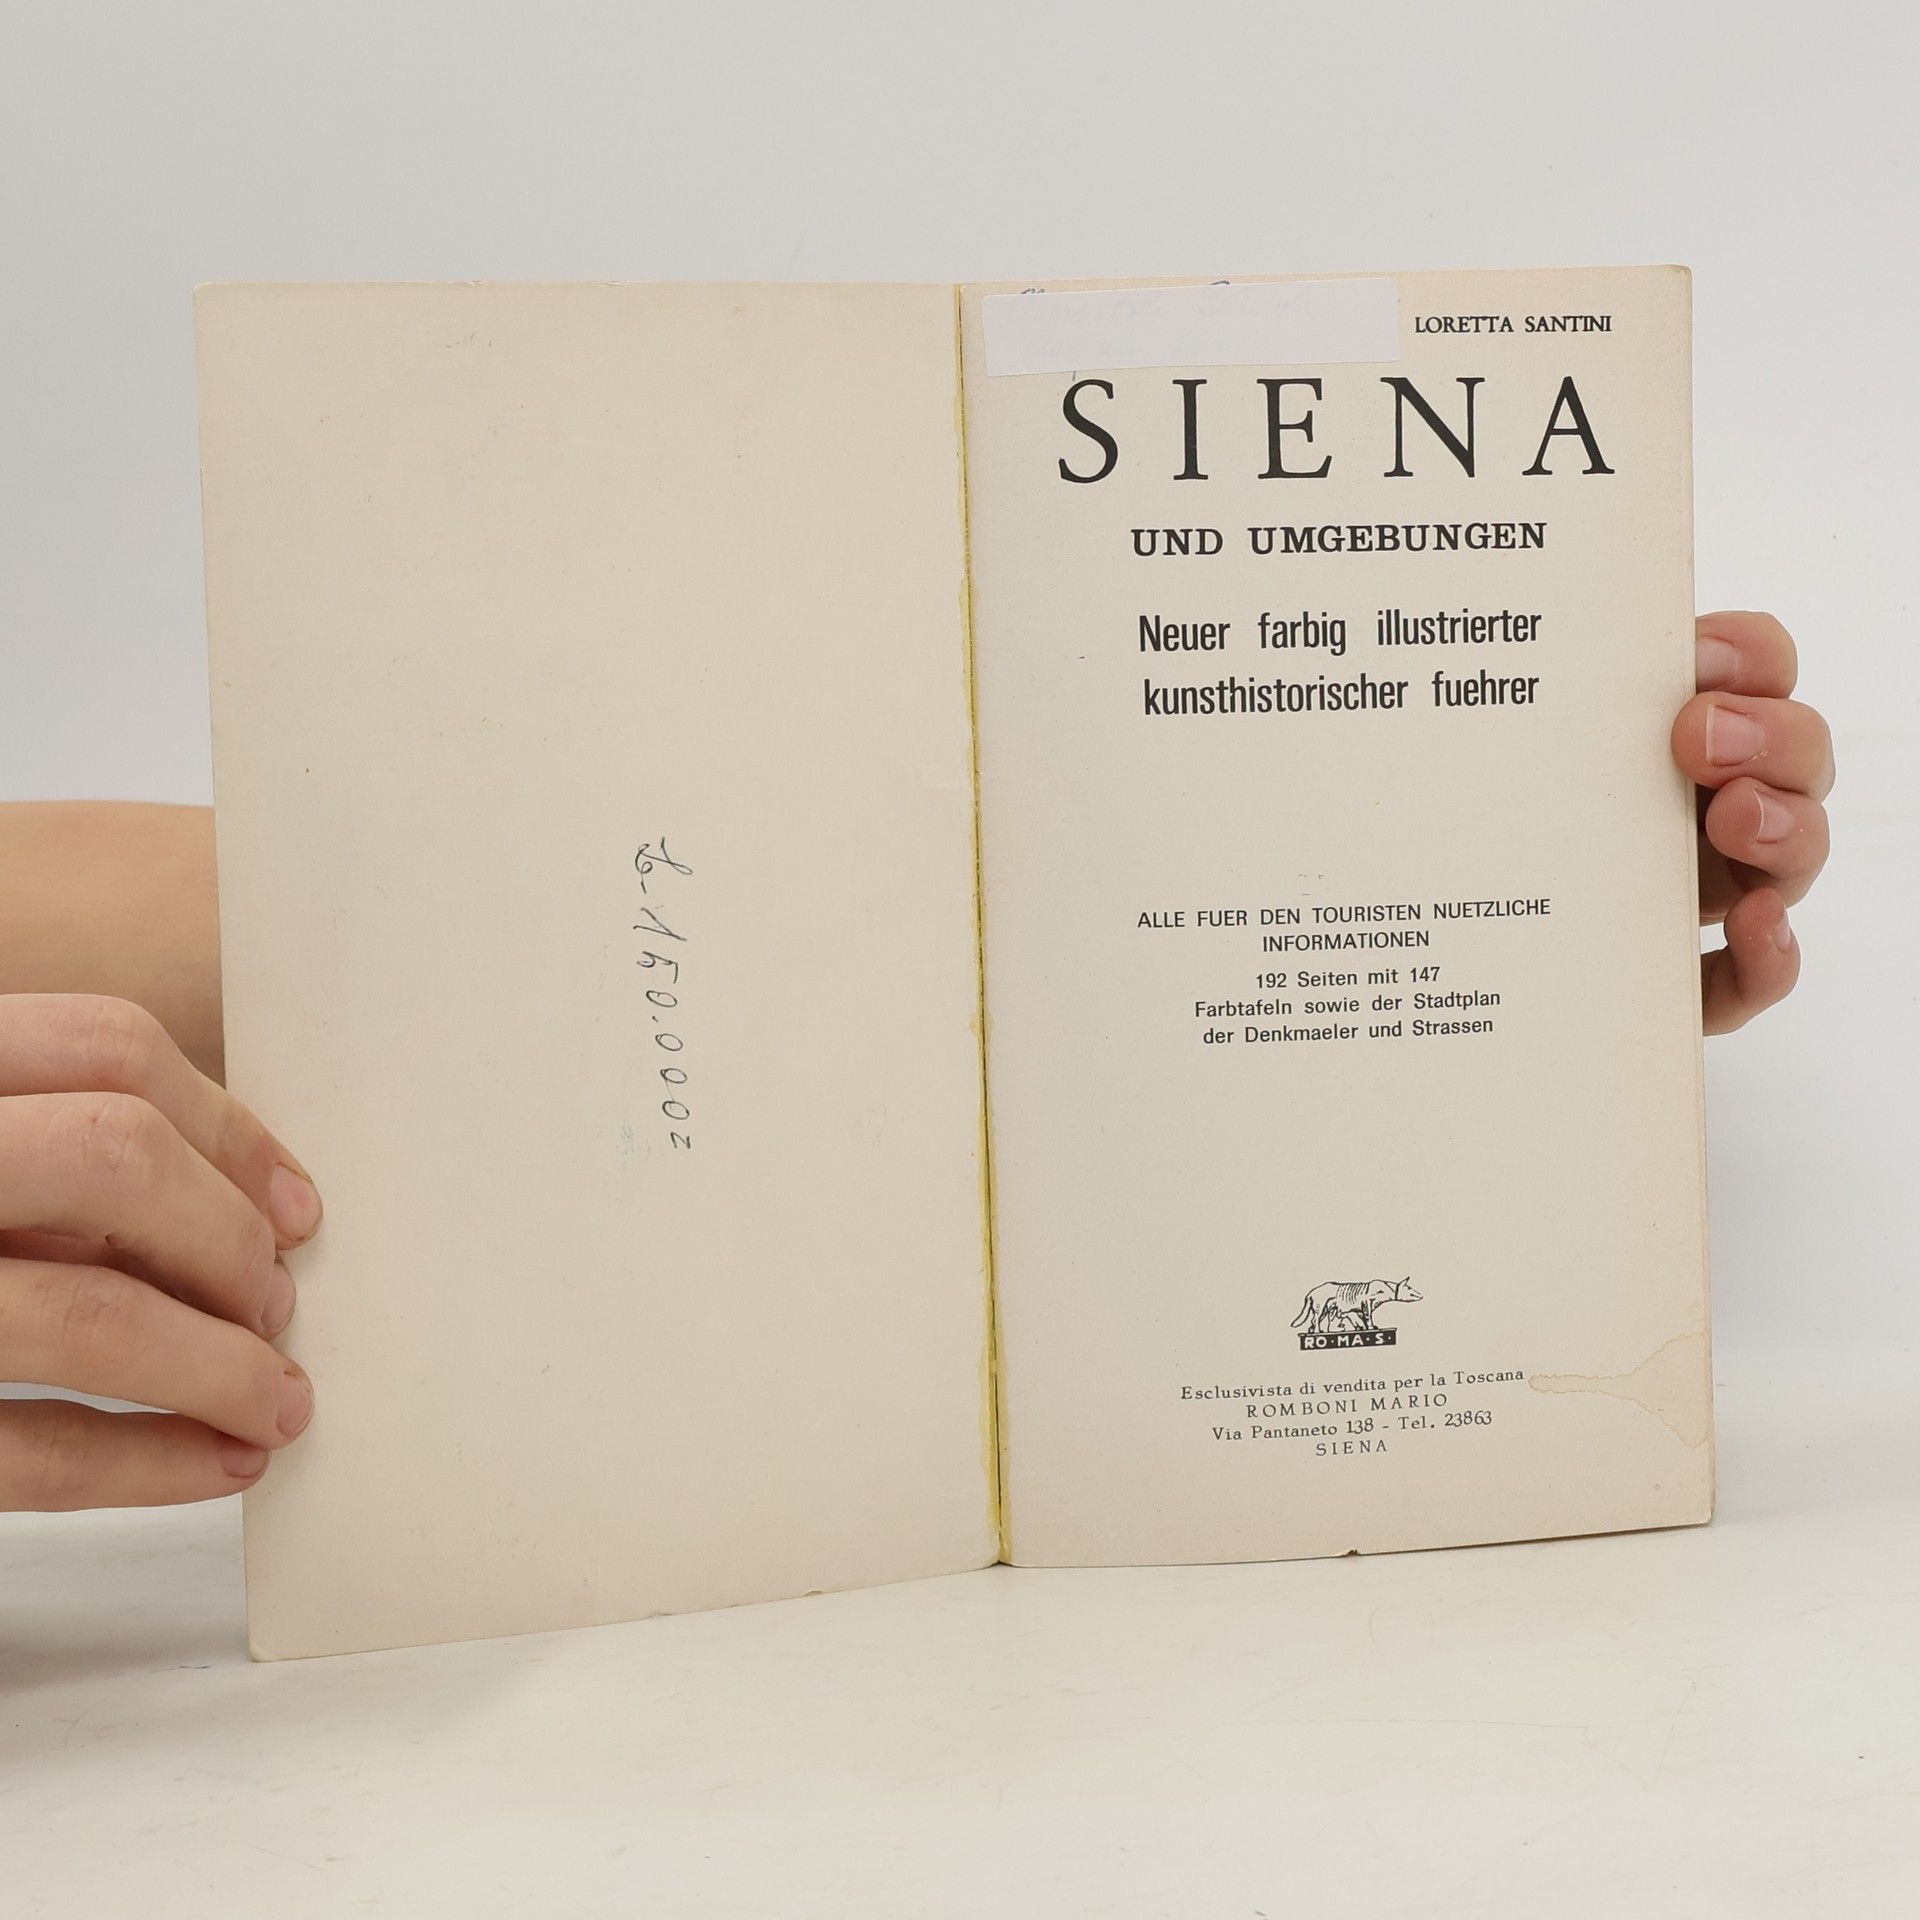 LORETTA SANTINI
SIENA
UND UMGEBUNGEN
Neuer farbig illustrierter
kunsthistorischer fuehrer
ALLE FUER DEN TOURISTEN NUETZLICHE
INFORMATIONEN
192 Seiten mit 147
Farbtafeln sowie der Stadtplan
der Denkmaeler und Strassen
RO·MA·S·
Esclusivista di vendita per la Toscana
ROMBONI MARIO
Via Pantaneto 138 - Tel. 23863
SIENA